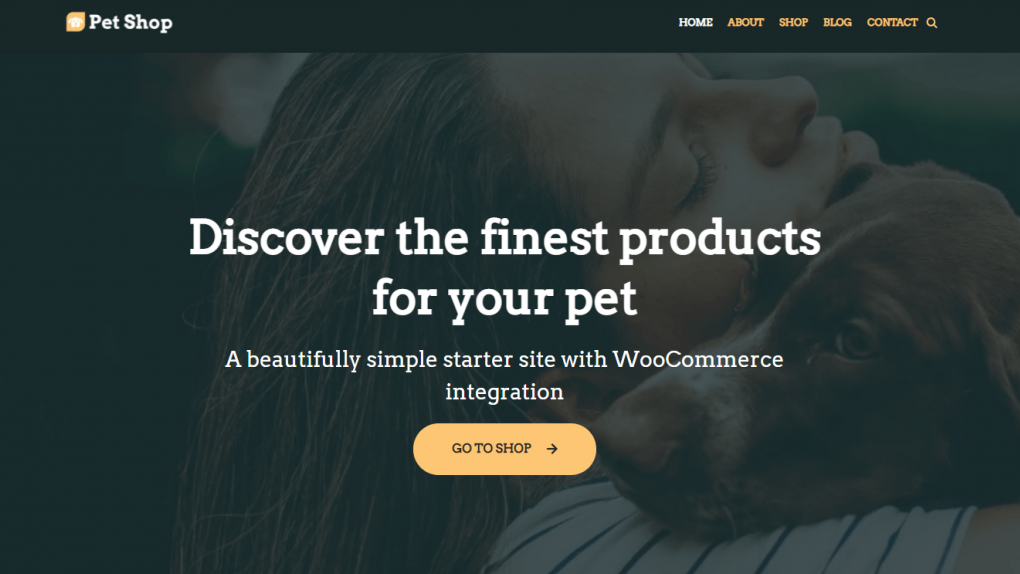 Pet Shop
HOME ABOUT SHOP BLOG CONTACT
Discover the finest products
for your pet
A beautifully simple starter site with WooCommerce
integration
GO TO SHOP